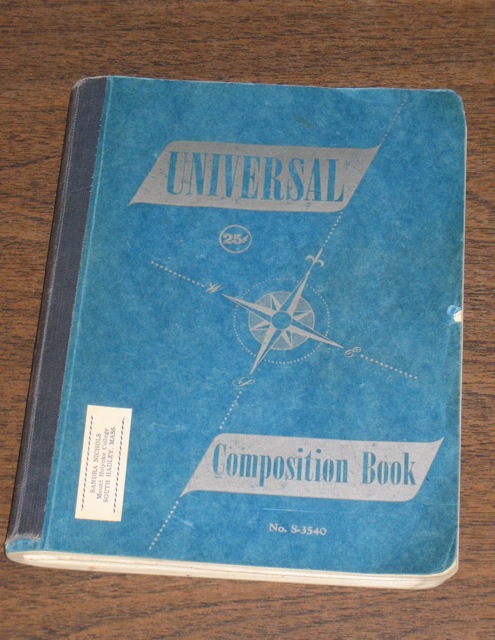 UNIVERSAL
25¢
W
E
S
SANDRA NICHOLS
Mount Holyoke College
SOUTH HADLEY, MASS.
Composition Book
No. S-3540